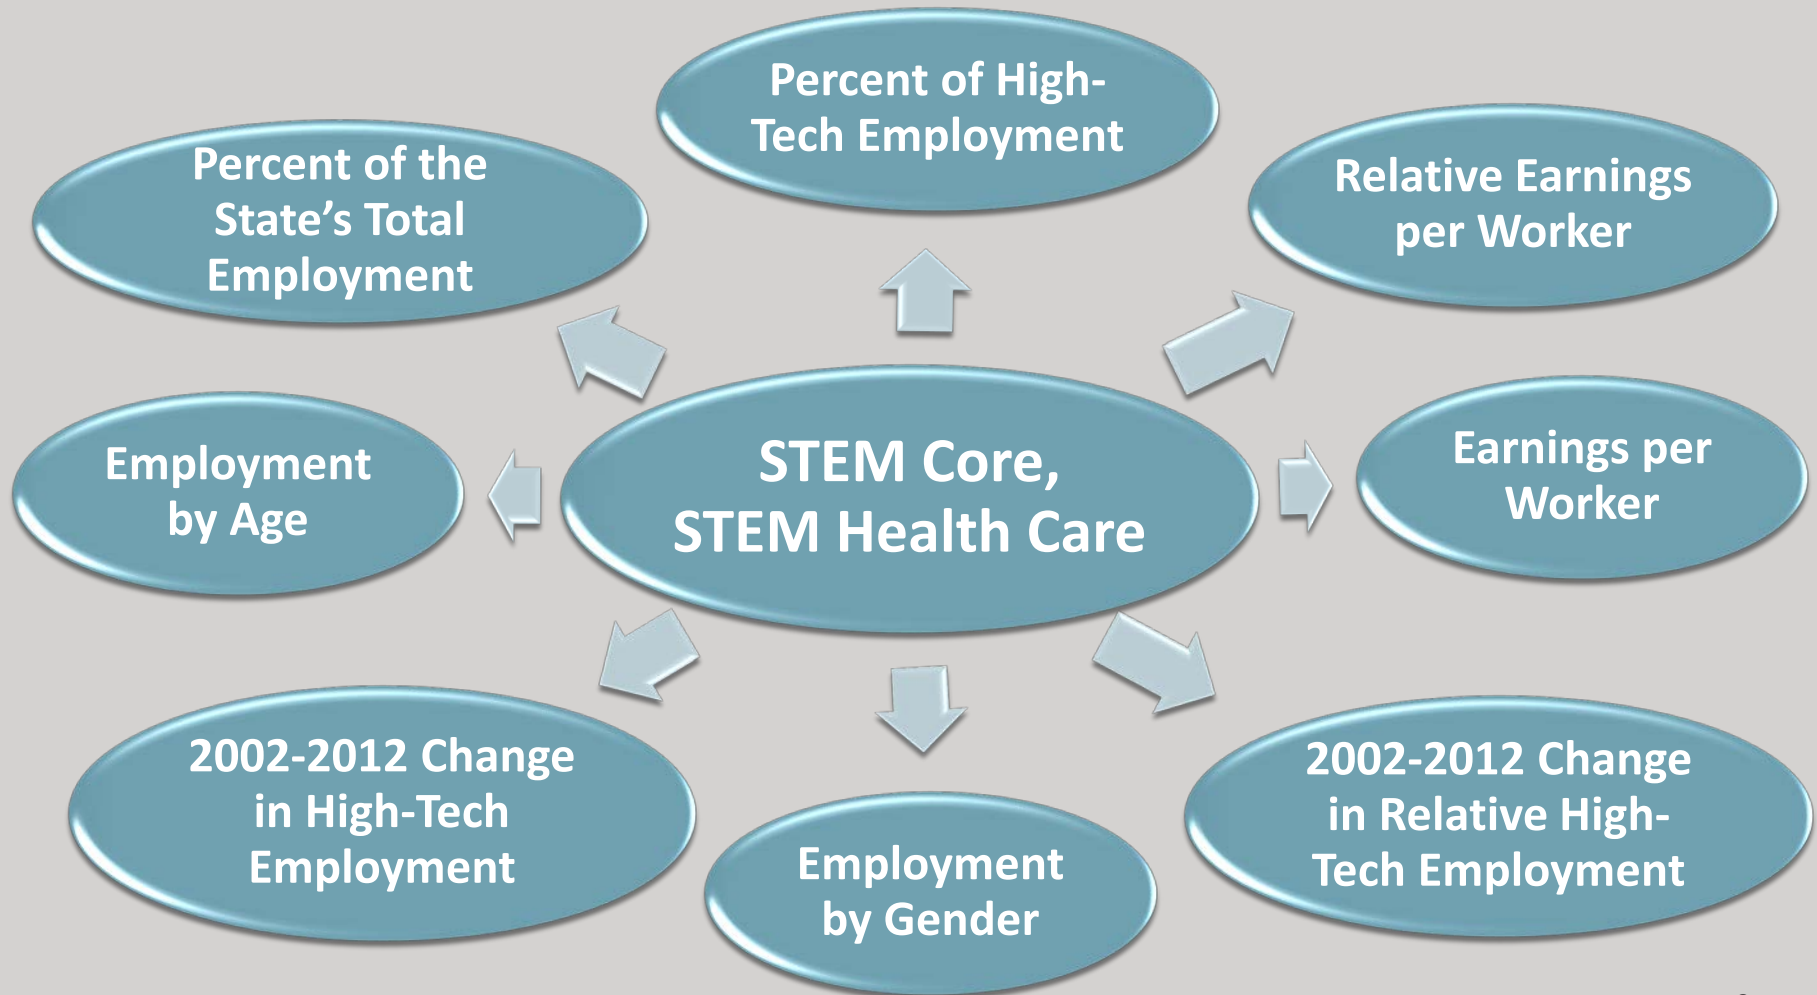 Percent of High-
Tech Employment
Percent of the
State’s Total
Employment
Relative Earnings
per Worker
Employment
by Age
STEM Core,
STEM Health Care
Earnings per
Worker
2002-2012 Change
in High-Tech
Employment
Employment
by Gender
2002-2012 Change
in Relative High-
Tech Employment